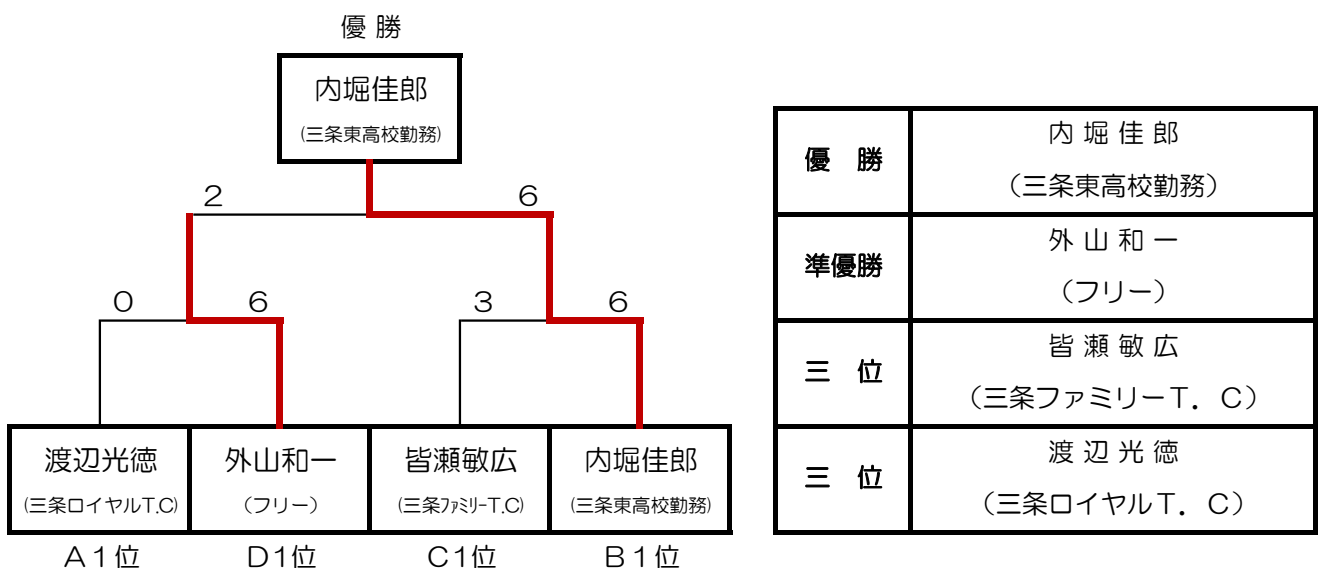 優 勝
内堀佳郎
(三条東高校勤務)
2 6
0 6 3 6
渡辺光徳 外山和一 皆瀬敏広 内堀佳郎
(三条ロイヤルT.C) (フリー) (三条ﾌｧﾐﾘｰT.C) (三条東高校勤務)
A1位 D1位 C1位 B1位
優 勝
内 堀 佳 郎
(三条東高校勤務)
準優勝
外 山 和 一
(フリー)
三 位
皆 瀬 敏 広
(三条ファミリーT．C)
三 位
渡 辺 光 徳
(三条ロイヤルT．C)